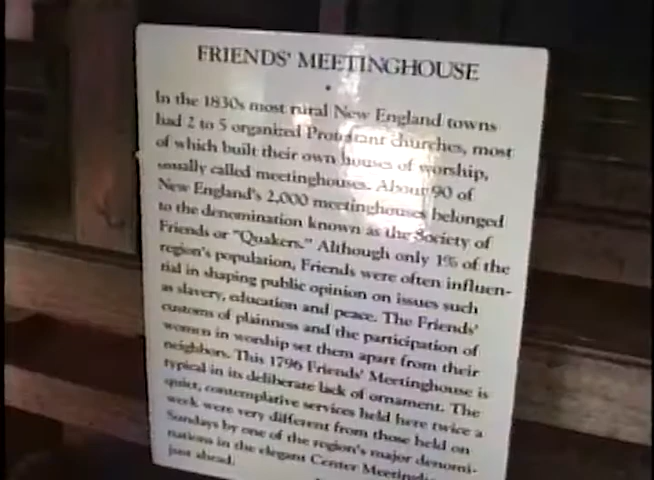 FRIENDS' MEETINGHOUSE
In the 1830s most rural New England towns
had 2 to 5 organized Protestant churches, most
of which built their own houses of worship,
usually called meetinghouses. About 90 of
New England's 2,000 meetinghouses belonged
to the denomination known as the Society of
Friends or "Quakers." Although only 1% of the
region's population, Friends were often influen-
tial in shaping public opinion on issues such
as slavery, education and peace. The Friends'
customs of plainness and the participation of
women in worship set them apart from their
neighbors. This 1796 Friends' Meetinghouse is
typical in its deliberate lack of ornament. The
quiet, contemplative services held here twice a
week were very different from those held on
Sundays by one of the region's major denomi-
nations in the elegant Center
just ahead.